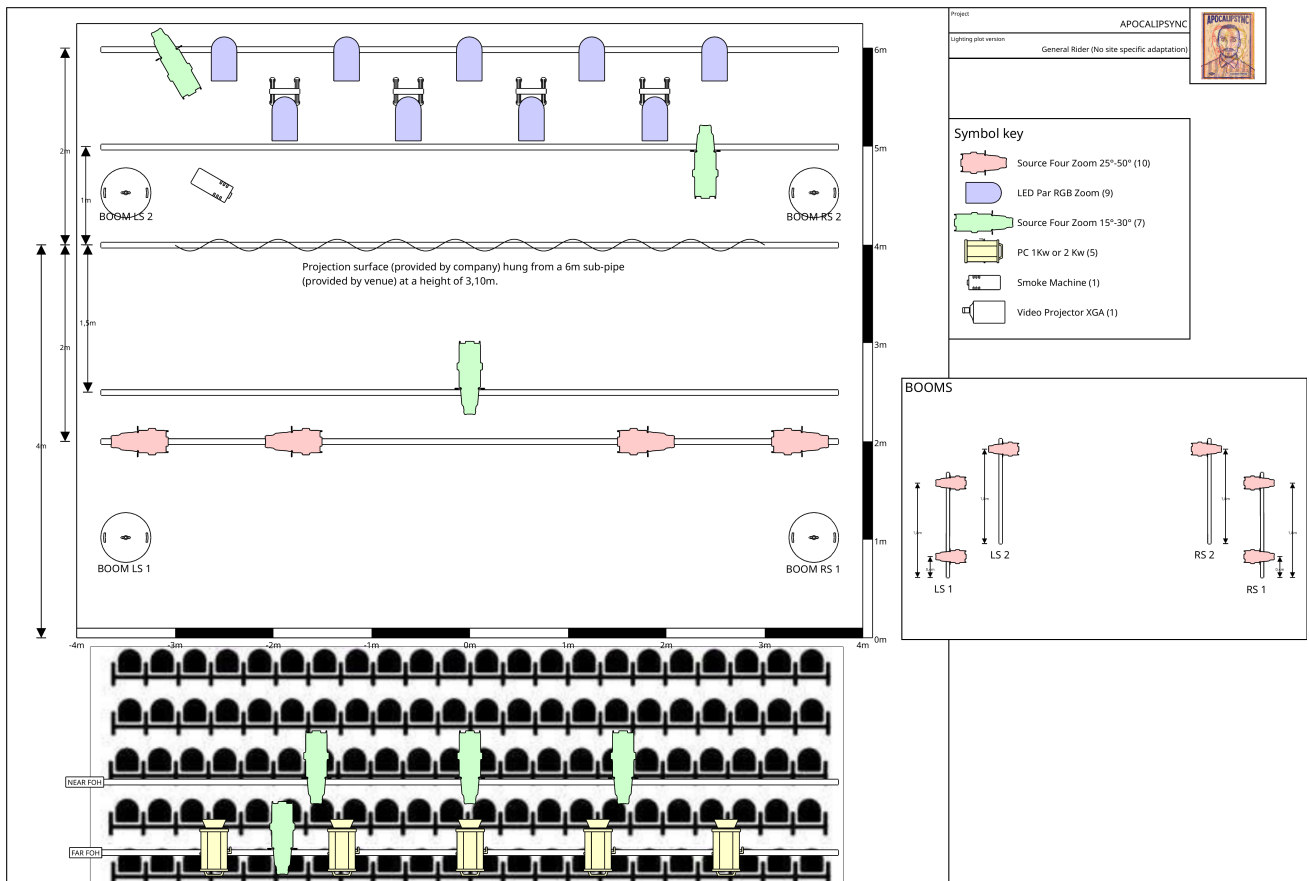 Project
APOCALIPSYNC
Lighting plot version
General Rider (No site specific adaptation)
APOCALIPSYNC
6m
5m
4m
3m
2m
1m
0m
2m
1m
1,5m
2m
4m
BOOM LS 2
BOOM RS 2
Projection surface (provided by company) hung from a 6m sub-pipe
(provided by venue) at a height of 3,10m.
BOOM LS 1
BOOM RS 1
-4m
-3m
-2m
-1m
0m
1m
2m
3m
4m
NEAR FOH
FAR FOH
Symbol key
Source Four Zoom 25°-50° (10)
LED Par RGB Zoom (9)
Source Four Zoom 15°-30° (7)
PC 1Kw or 2 Kw (5)
Smoke Machine (1)
Video Projector XGA (1)
BOOMS
LS 2
RS 2
LS 1
RS 1